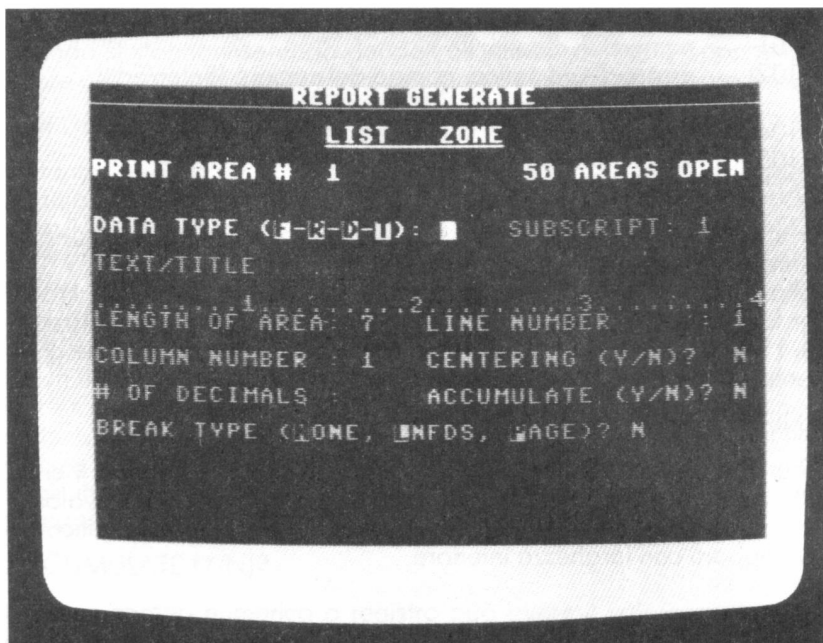 REPORT GENERATE
LIST ZONE
PRINT AREA # 1 50 AREAS OPEN
DATA TYPE (F-R-D-T): SUBSCRIPT: 1
TEXT/TITLE
.........1.........2.........3.........4
LENGTH OF AREA: 7 LINE NUMBER : 1
COLUMN NUMBER : 1 CENTERING (Y/N)? N
# OF DECIMALS : ACCUMULATE (Y/N)? N
BREAK TYPE (NONE, LNFDS, PAGE)? N